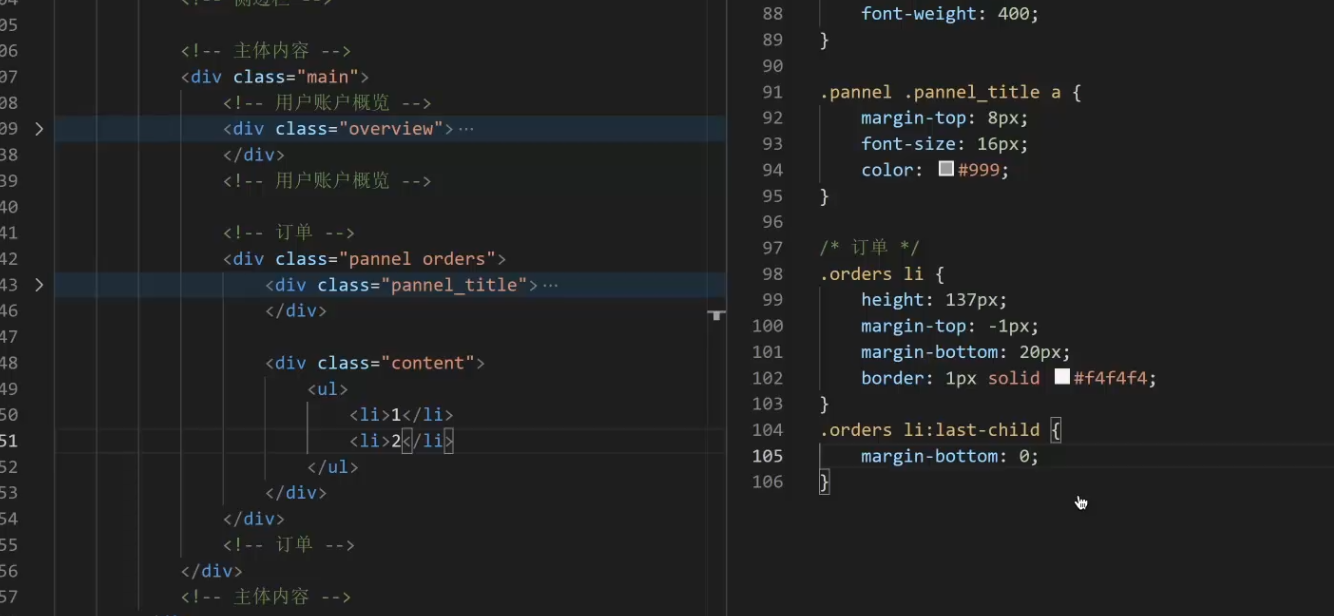 05
06 <!-- 主体内容 -->
07 <div class="main">
08 <!-- 用户账户概览 -->
09 <div class="overview">···
38 </div>
39 <!-- 用户账户概览 -->
40
41 <!-- 订单 -->
42 <div class="pannel orders">
43 <div class="pannel_title">···
46 </div>
47
48 <div class="content">
49 <ul>
50 <li>1</li>
51 <li>2</li>
52 </ul>
53 </div>
54 </div>
55 <!-- 订单 -->
56 </div>
57 <!-- 主体内容 -->
88 font-weight: 400;
89 }
90
91 .pannel .pannel_title a {
92 margin-top: 8px;
93 font-size: 16px;
94 color: #999;
95 }
96
97 /* 订单 */
98 .orders li {
99 height: 137px;
100 margin-top: -1px;
101 margin-bottom: 20px;
102 border: 1px solid #f4f4f4;
103 }
104 .orders li:last-child {
105 margin-bottom: 0;
106 }